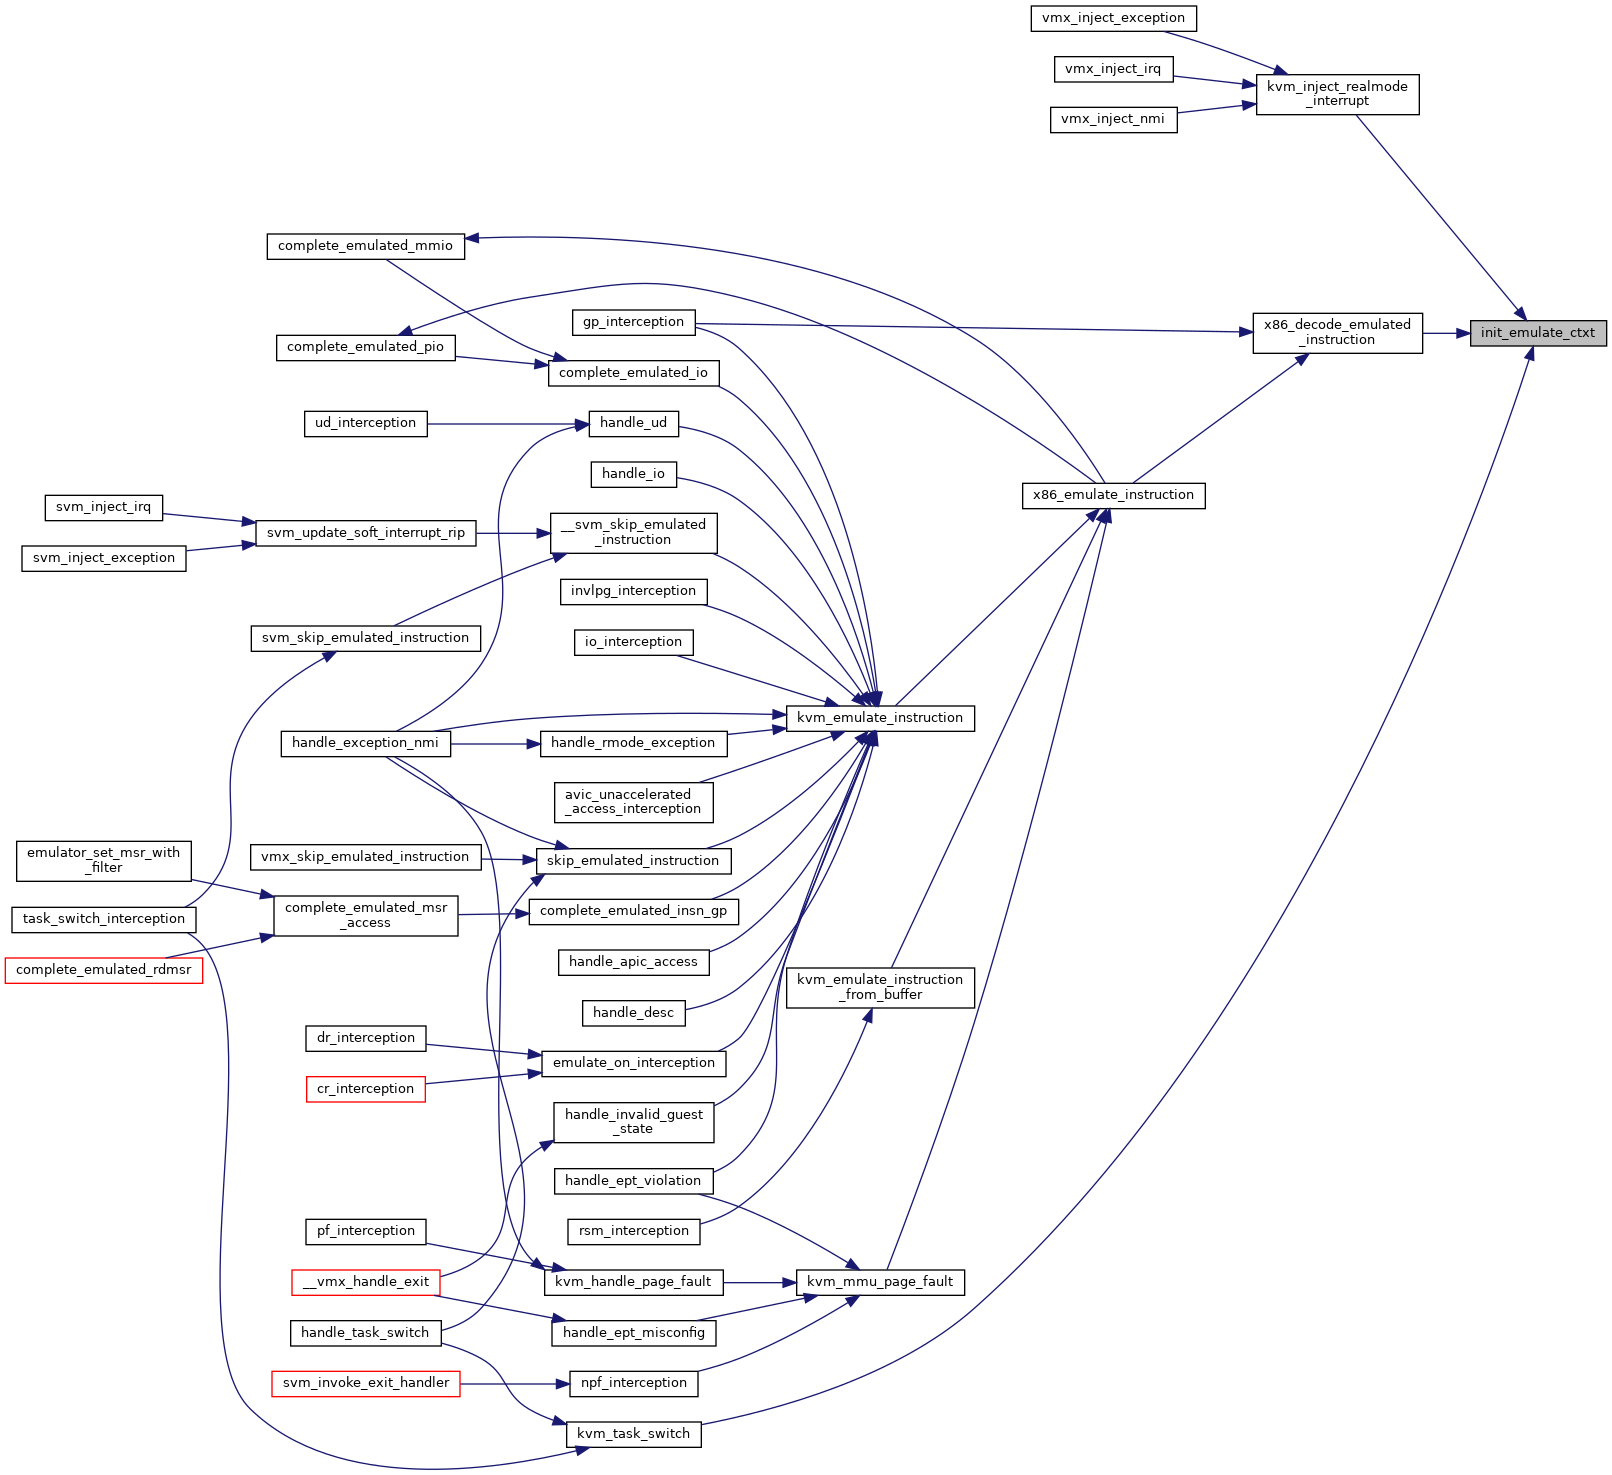 vmx_inject_exception
vmx_inject_irq
kvm_inject_realmode
_interrupt
vmx_inject_nmi
complete_emulated_mmio
gp_interception
x86_decode_emulated
_instruction
init_emulate_ctxt
complete_emulated_pio
complete_emulated_io
ud_interception
handle_ud
handle_io
x86_emulate_instruction
svm_inject_irq
svm_update_soft_interrupt_rip
__svm_skip_emulated
_instruction
svm_inject_exception
invlpg_interception
svm_skip_emulated_instruction
io_interception
kvm_emulate_instruction
handle_exception_nmi
handle_rmode_exception
avic_unaccelerated
_access_interception
emulator_set_msr_with
_filter
vmx_skip_emulated_instruction
skip_emulated_instruction
task_switch_interception
complete_emulated_msr
_access
complete_emulated_insn_gp
complete_emulated_rdmsr
handle_apic_access
kvm_emulate_instruction
_from_buffer
handle_desc
dr_interception
emulate_on_interception
cr_interception
handle_invalid_guest
_state
handle_ept_violation
pf_interception
rsm_interception
__vmx_handle_exit
kvm_handle_page_fault
kvm_mmu_page_fault
handle_task_switch
handle_ept_misconfig
svm_invoke_exit_handler
npf_interception
kvm_task_switch